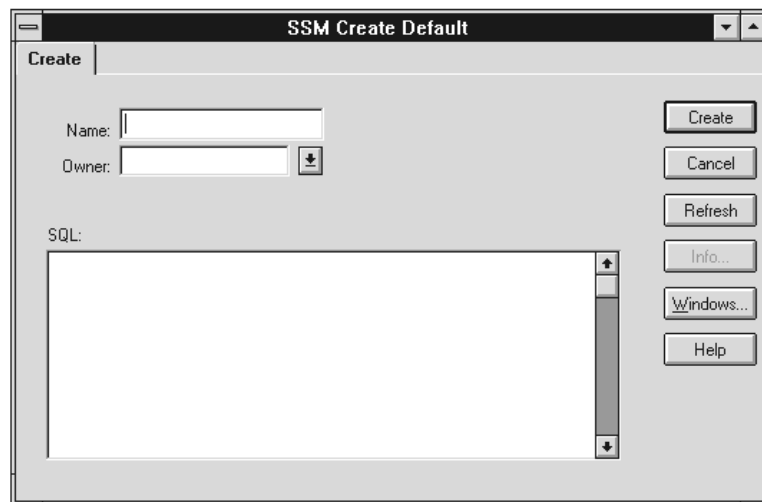 SSM Create Default
Create
Name:
Owner:
SQL:
Create
Cancel
Refresh
Info...
Windows...
Help